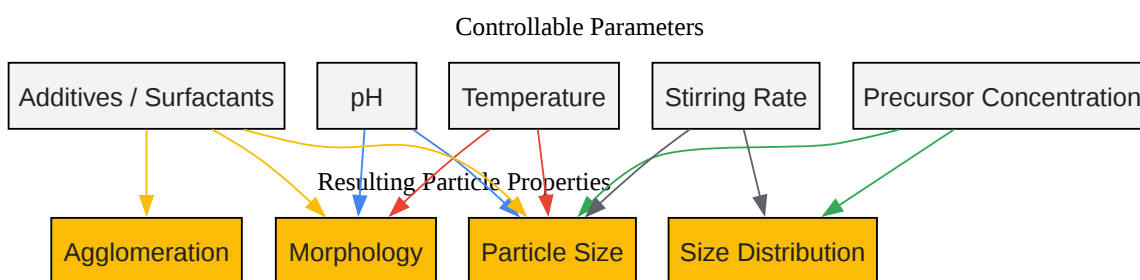 Controllable Parameters
Additives / Surfactants
pH
Temperature
Stirring Rate
Precursor Concentration
Resulting Particle Properties
Agglomeration
Morphology
Particle Size
Size Distribution